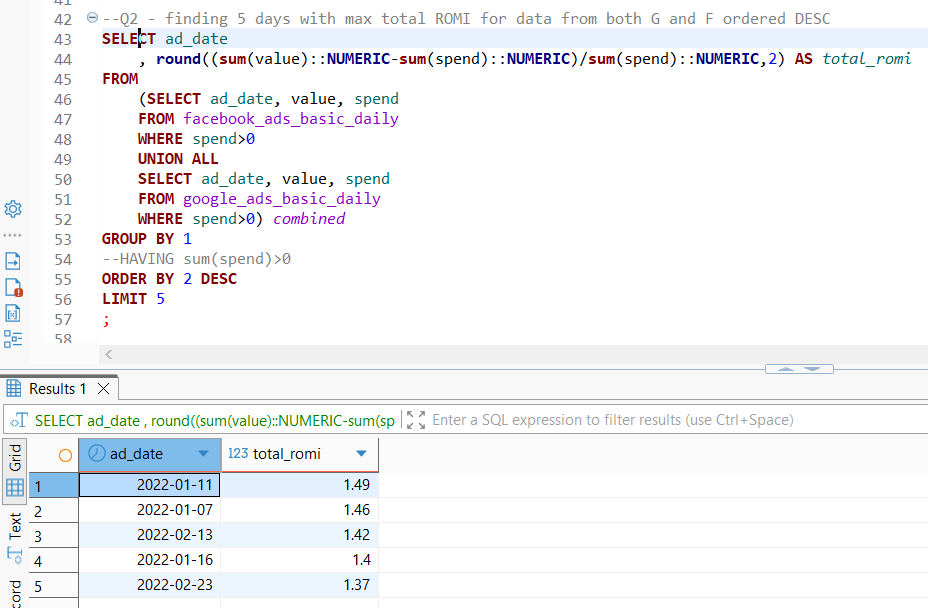 41
42 --Q2 - finding 5 days with max total ROMI for data from both G and F ordered DESC
43 SELECT ad_date
44 , round((sum(value)::NUMERIC-sum(spend)::NUMERIC)/sum(spend)::NUMERIC,2) AS total_romi
45 FROM
46 (SELECT ad_date, value, spend
47 FROM facebook_ads_basic_daily
48 WHERE spend>0
49 UNION ALL
50 SELECT ad_date, value, spend
51 FROM google_ads_basic_daily
52 WHERE spend>0) combined
53 GROUP BY 1
54 --HAVING sum(spend)>0
55 ORDER BY 2 DESC
56 LIMIT 5
57 ;
58
Results 1
SELECT ad_date , round((sum(value)::NUMERIC-sum(sp Enter a SQL expression to filter results (use Ctrl+Space)
Grid
Text
cord
ad_date 123 total_romi
1 2022-01-11 1.49
2 2022-01-07 1.46
3 2022-02-13 1.42
4 2022-01-16 1.4
5 2022-02-23 1.37